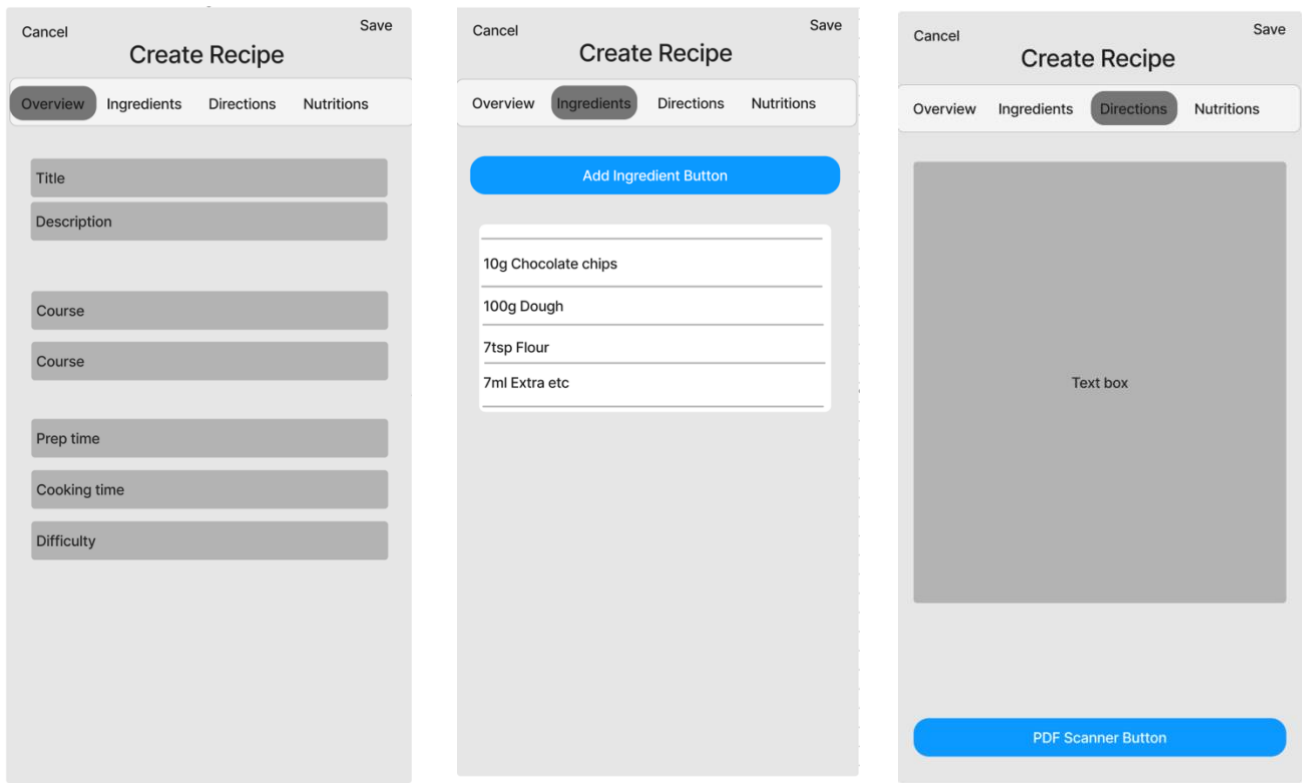 Cancel
Save
Create Recipe
Overview Ingredients Directions Nutritions
Title
Description
Course
Course
Prep time
Cooking time
Difficulty
Cancel
Save
Create Recipe
Overview Ingredients Directions Nutritions
Add Ingredient Button
10g Chocolate chips
100g Dough
7tsp Flour
7ml Extra etc
Cancel
Save
Create Recipe
Overview Ingredients Directions Nutritions
Text box
PDF Scanner Button